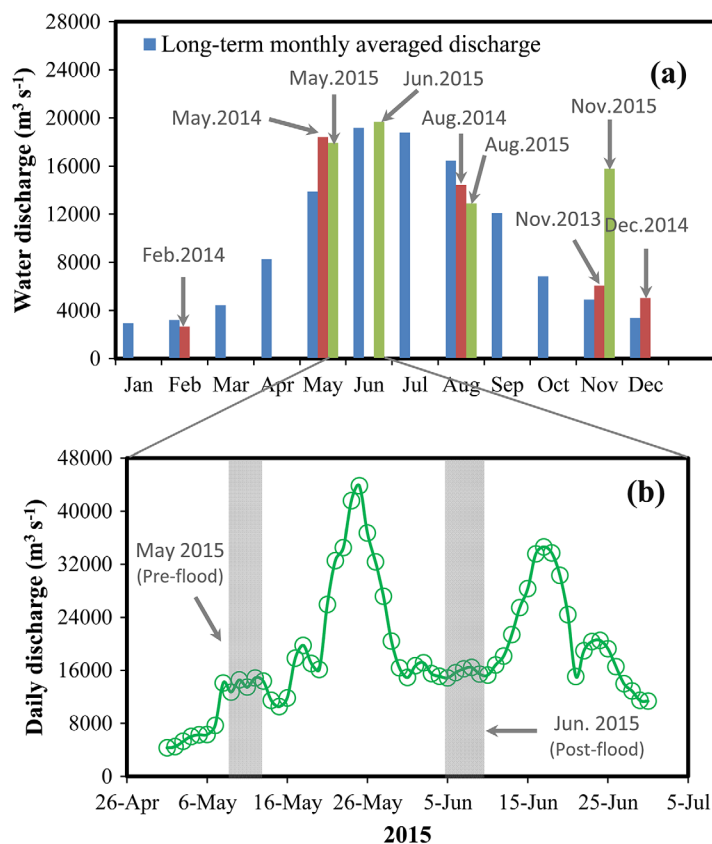 28000
24000
20000
16000
12000
8000
4000
0
Water discharge (m³ s⁻¹)
Long-term monthly averaged discharge
(a)
May.2015
Jun.2015
May.2014
Aug.2014
Nov.2015
Aug.2015
Nov.2013
Dec.2014
Feb.2014
Jan Feb Mar Apr May Jun Jul Aug Sep Oct Nov Dec
48000
40000
32000
24000
16000
8000
0
Daily discharge (m³ s⁻¹)
(b)
May 2015
(Pre-flood)
Jun. 2015
(Post-flood)
26-Apr 6-May 16-May 26-May 5-Jun 15-Jun 25-Jun 5-Jul
2015